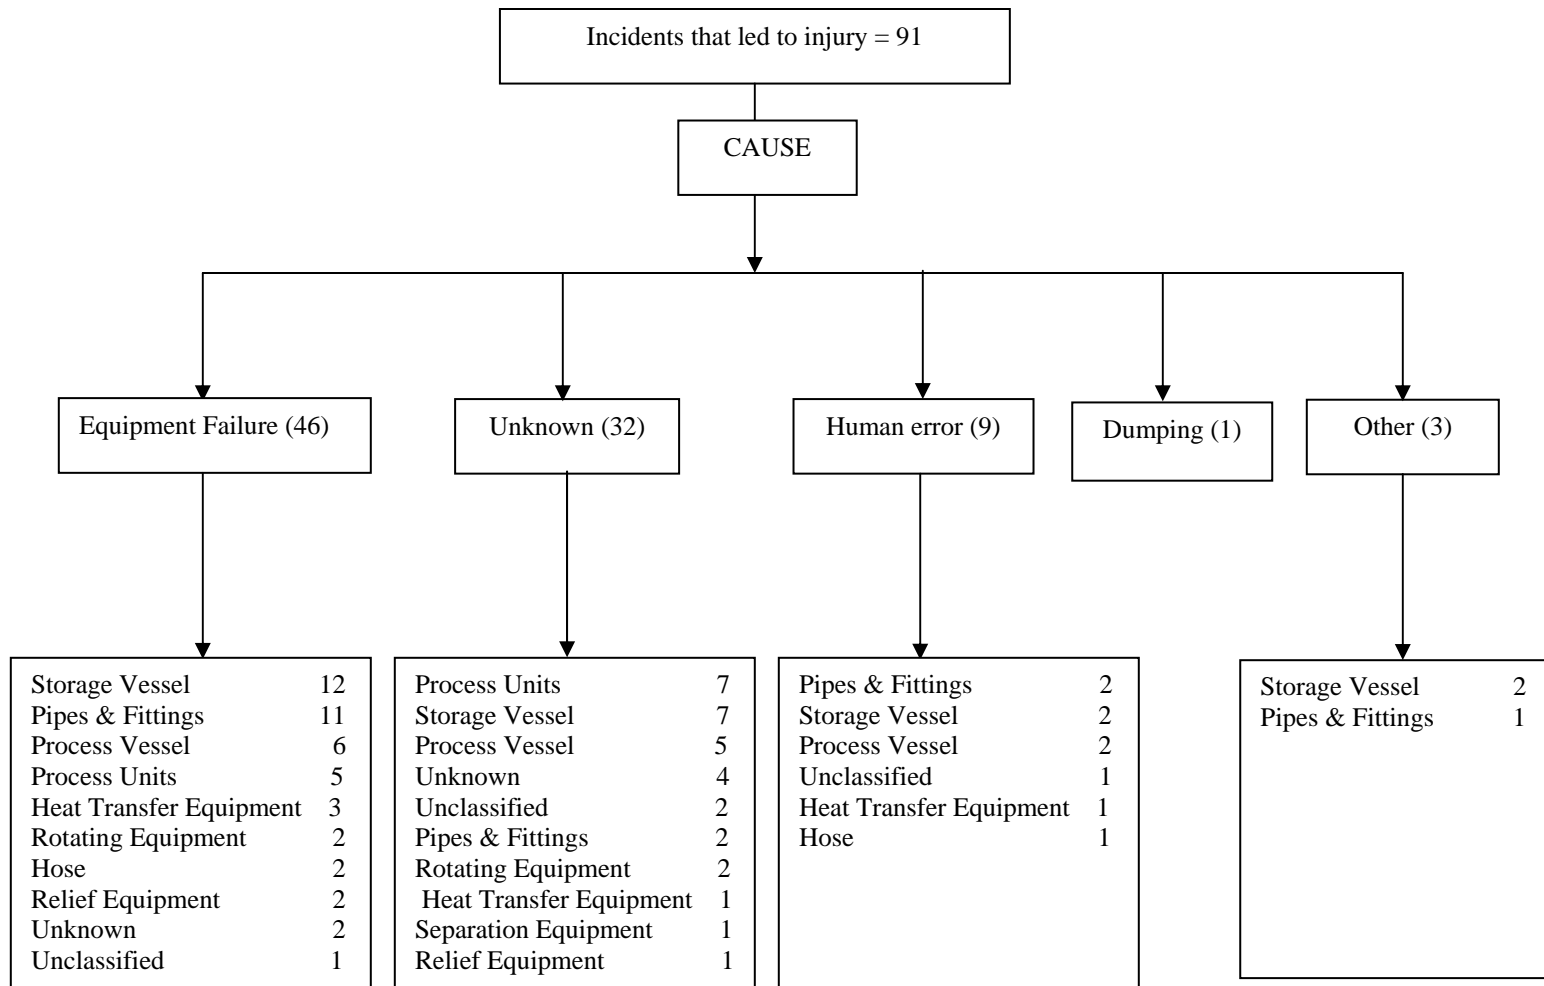 Incidents that led to injury = 91
CAUSE
Equipment Failure (46)
Unknown (32)
Human error (9)
Dumping (1)
Other (3)
Storage Vessel 12
Pipes & Fittings 11
Process Vessel 6
Process Units 5
Heat Transfer Equipment 3
Rotating Equipment 2
Hose 2
Relief Equipment 2
Unknown 2
Unclassified 1
Process Units 7
Storage Vessel 7
Process Vessel 5
Unknown 4
Unclassified 2
Pipes & Fittings 2
Rotating Equipment 2
Heat Transfer Equipment 1
Separation Equipment 1
Relief Equipment 1
Pipes & Fittings 2
Storage Vessel 2
Process Vessel 2
Unclassified 1
Heat Transfer Equipment 1
Hose 1
Storage Vessel 2
Pipes & Fittings 1